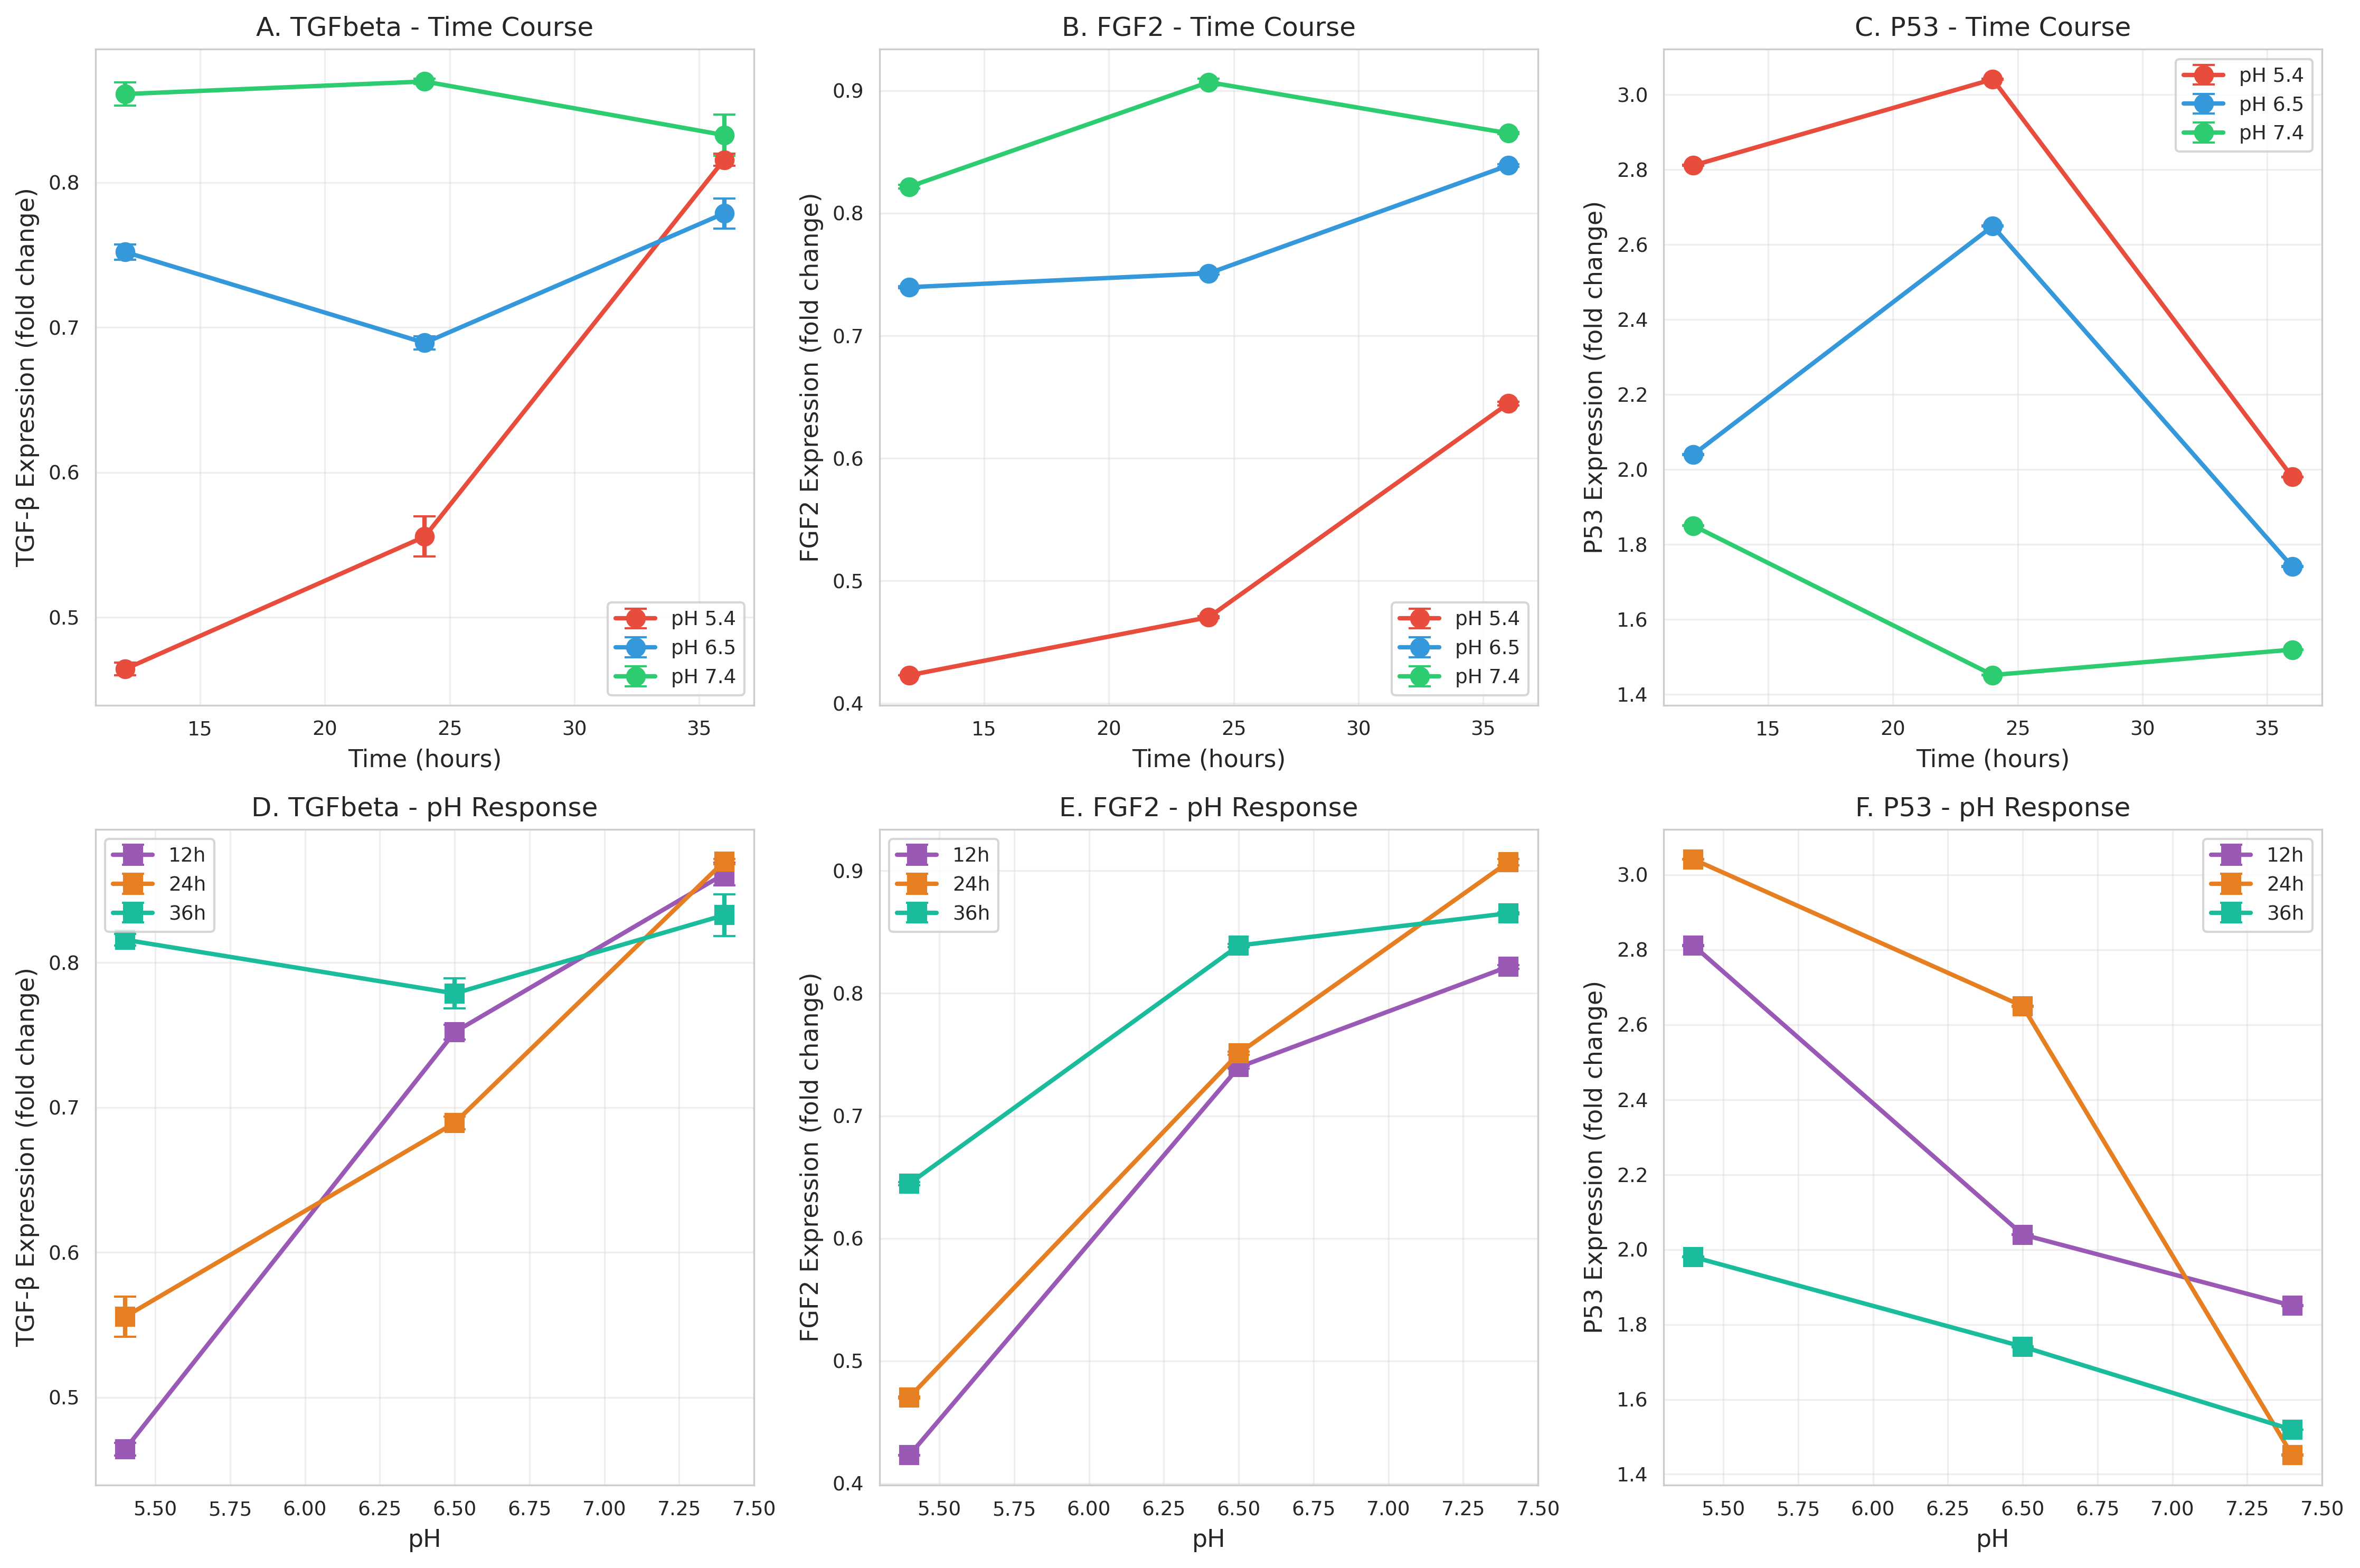 A. TGFbeta - Time Course
TGF-β Expression (fold change)
0.8
0.7
0.6
0.5
15 20 25 30 35
Time (hours)
pH 5.4
pH 6.5
pH 7.4
B. FGF2 - Time Course
FGF2 Expression (fold change)
0.9
0.8
0.7
0.6
0.5
0.4
15 20 25 30 35
Time (hours)
pH 5.4
pH 6.5
pH 7.4
C. P53 - Time Course
P53 Expression (fold change)
3.0
2.8
2.6
2.4
2.2
2.0
1.8
1.6
1.4
15 20 25 30 35
Time (hours)
pH 5.4
pH 6.5
pH 7.4
D. TGFbeta - pH Response
TGF-β Expression (fold change)
0.8
0.7
0.6
0.5
5.50 5.75 6.00 6.25 6.50 6.75 7.00 7.25 7.50
pH
12h
24h
36h
E. FGF2 - pH Response
FGF2 Expression (fold change)
0.9
0.8
0.7
0.6
0.5
0.4
5.50 5.75 6.00 6.25 6.50 6.75 7.00 7.25 7.50
pH
12h
24h
36h
F. P53 - pH Response
P53 Expression (fold change)
3.0
2.8
2.6
2.4
2.2
2.0
1.8
1.6
1.4
5.50 5.75 6.00 6.25 6.50 6.75 7.00 7.25 7.50
pH
12h
24h
36h